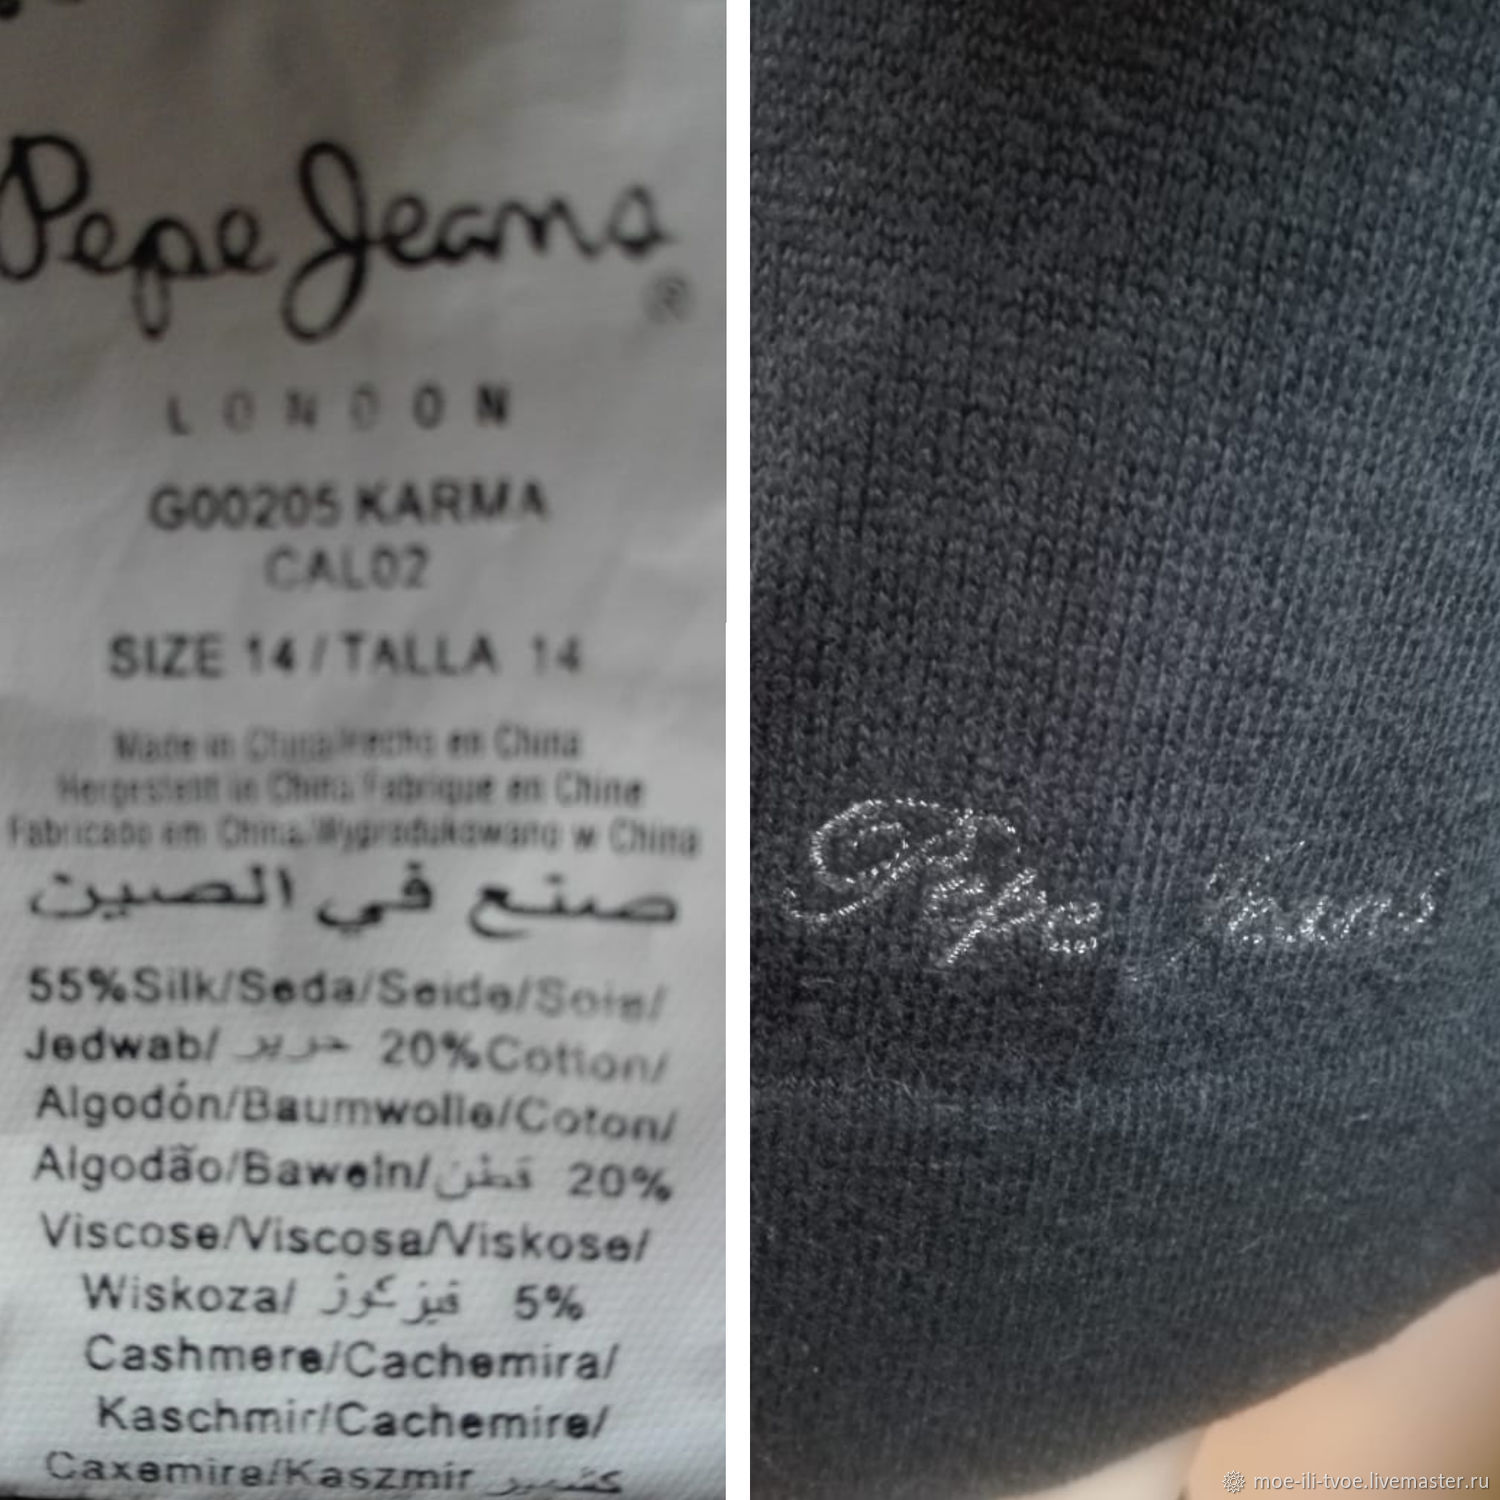 Pepe Jeans
®
LONDON
G00205 KARMA
CAL02
SIZE 14 / TALLA 14
Made in China/Hecho en China
Hergestellt in China/Fabrique en Chine
Fabricado em China/Wyprodukowano w China
صنع في الصين
55%Silk/Seda/Seide/Soie/
Jedwab/ حرير 20%Cotton/
Algodón/Baumwolle/Coton/
Algodão/Baweln/قطن 20%
Viscose/Viscosa/Viskose/
Wiskoza/ فيزكوز 5%
Cashmere/Cachemira/
Kaschmir/Cachemire/
Caxemire/Kaszmir كشمير
Pepe Jeans
moe-ili-tvoe.livemaster.ru